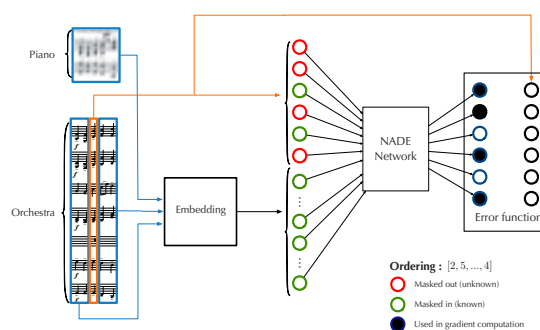 Piano
Orchestra
Embedding
NADE
Network
Error function
Ordering : [2, 5, ..., 4]
Masked out (unknown)
Masked in (known)
Used in gradient computation